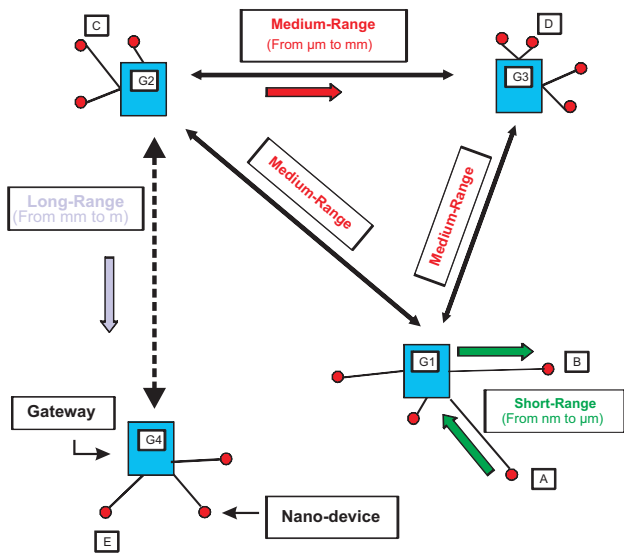 C
Medium-Range
(From µm to mm)
D
G2
G3
Medium-Range
Medium-Range
Long-Range
(From mm to m)
G1
B
Gateway
Short-Range
(From nm to µm)
G4
A
Nano-device
E